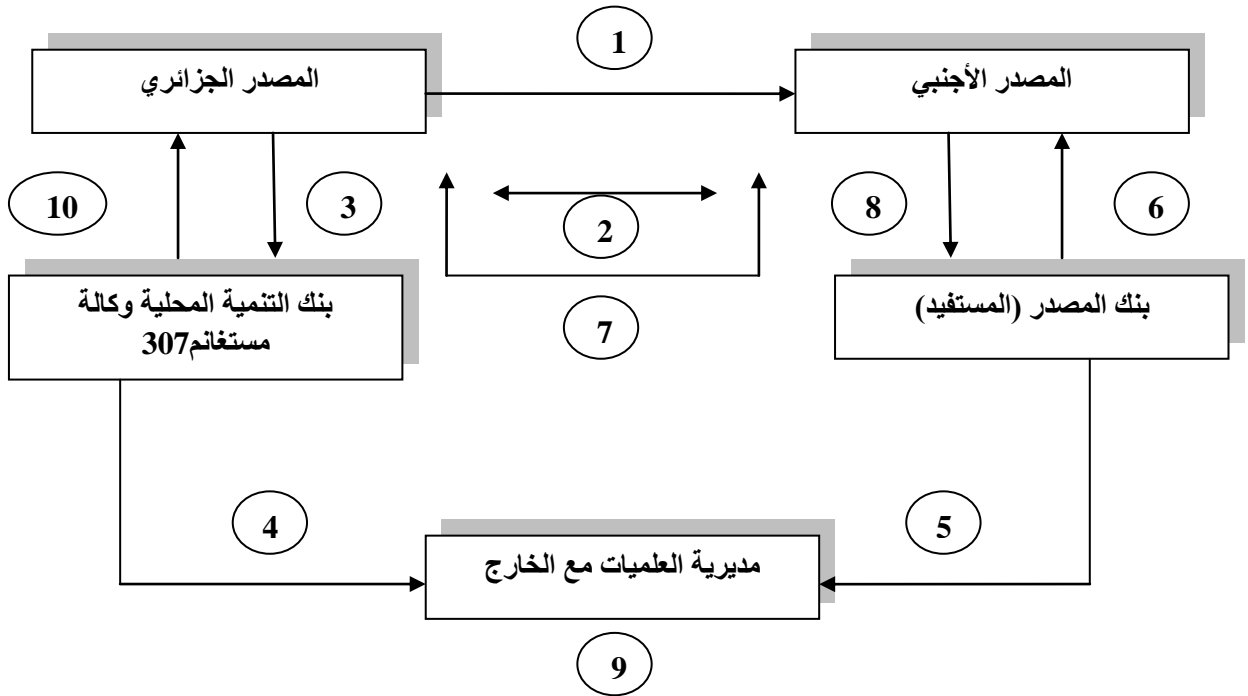 1
المصدر الجزائري
المصدر الأجنبي
10
3
2
8
6
بنك التنمية المحلية وكالة
مستغانم307
7
بنك المصدر (المستفيد)
4
5
مديرية العلميات مع الخارج
9